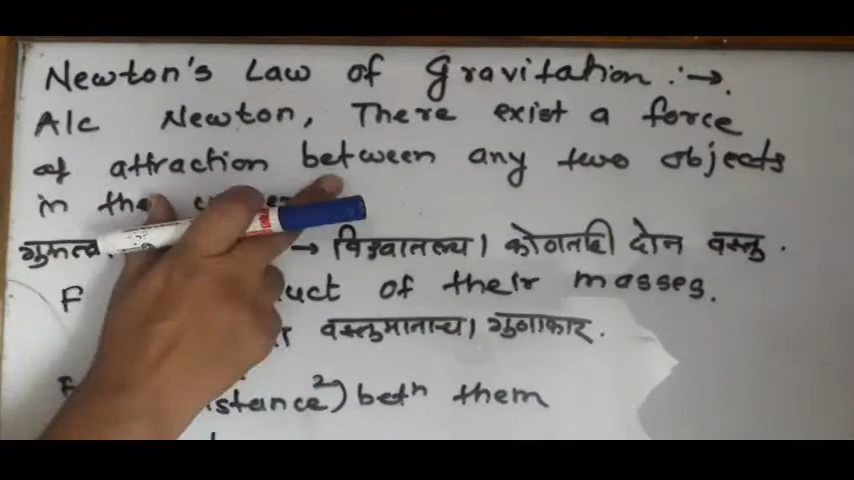 Newton's Law of Gravitation :→.
A/c Newton, There exist a force
of attraction between any two objects
in the
→ विश्वातल्या कोणतही दोन वस्तु.
F uct of their masses.
वस्तुमानाच्या गुणाकार.
F istance²) betn them